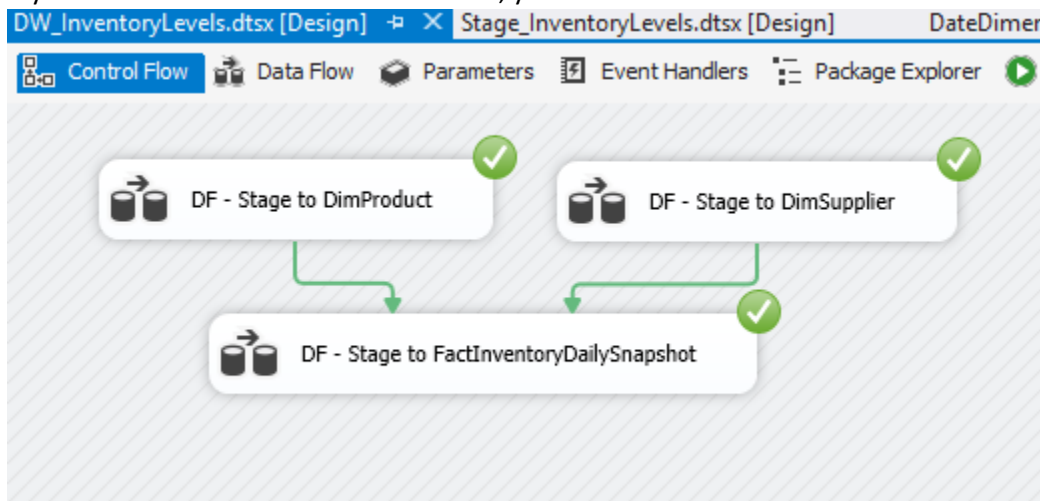 DW_InventoryLevels.dtsx [Design] Stage_InventoryLevels.dtsx [Design] DateDimer
Control Flow Data Flow Parameters Event Handlers Package Explorer
DF - Stage to DimProduct DF - Stage to DimSupplier
DF - Stage to FactInventoryDailySnapshot